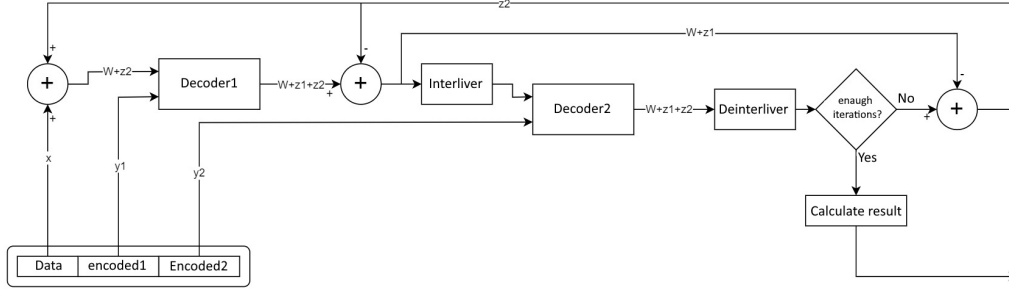 z2
W+z1
+
-
-
+
W+z2
Decoder1
W+z1+z2
+
+
Interliver
Decoder2
W+z1+z2
Deinterliver
enaugh
iterations?
No
+
+
+
x
y1
y2
Yes
Calculate result
Data
encoded1
Encoded2